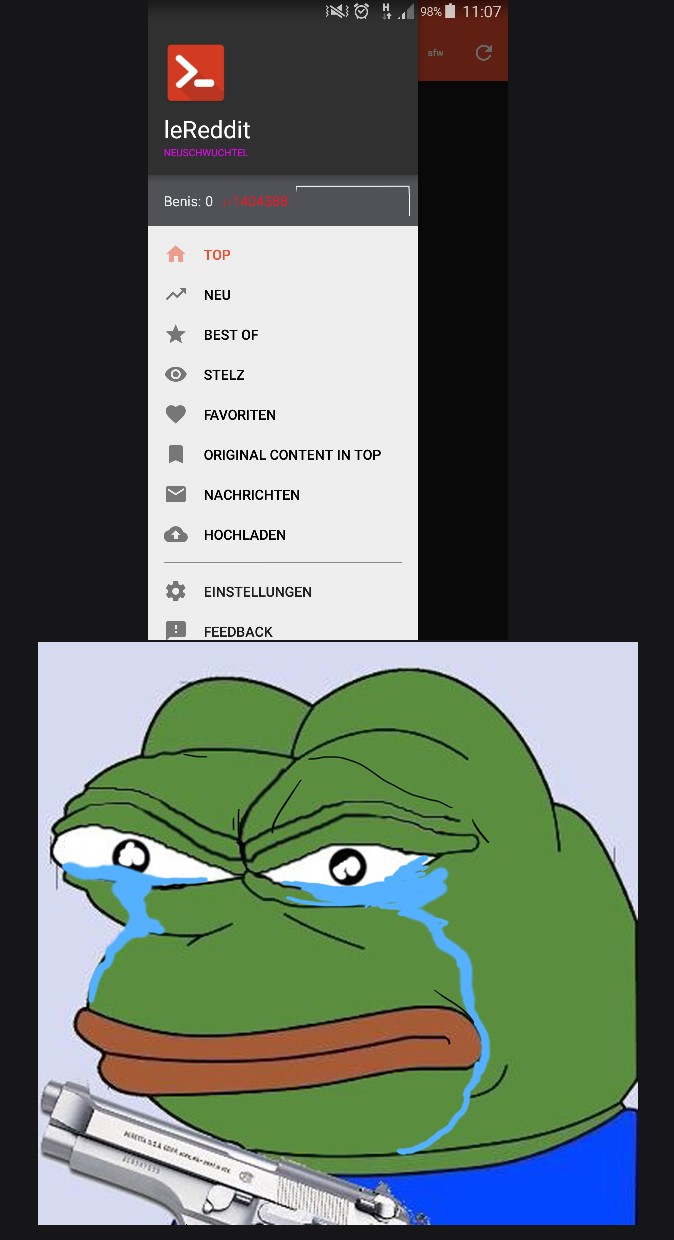 98% 11:07
sfw
leReddit
NEUSCHWUCHTEL
Benis: 0 ↓-1404588
TOP
NEU
BEST OF
STELZ
FAVORITEN
ORIGINAL CONTENT IN TOP
NACHRICHTEN
HOCHLADEN
EINSTELLUNGEN
FEEDBACK